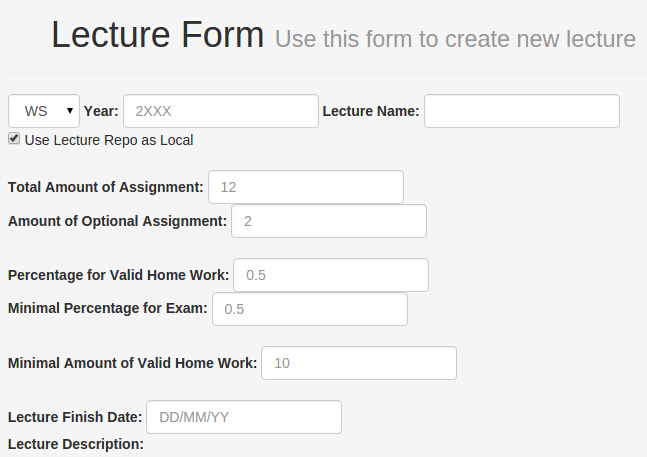 Lecture Form Use this form to create new lecture
WS Year: 2XXX Lecture Name:
Use Lecture Repo as Local
Total Amount of Assignment: 12
Amount of Optional Assignment: 2
Percentage for Valid Home Work: 0.5
Minimal Percentage for Exam: 0.5
Minimal Amount of Valid Home Work: 10
Lecture Finish Date: DD/MM/YY
Lecture Description: